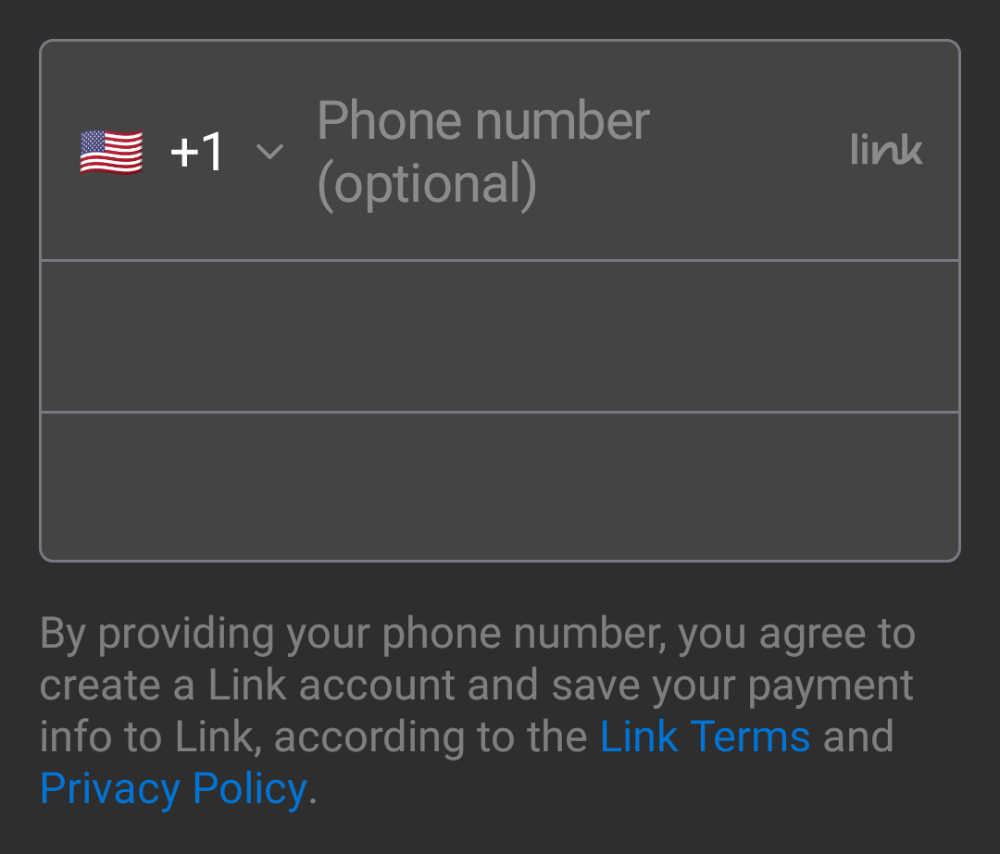 +1 Phone number
(optional)
link
By providing your phone number, you agree to
create a Link account and save your payment
info to Link, according to the Link Terms and
Privacy Policy.